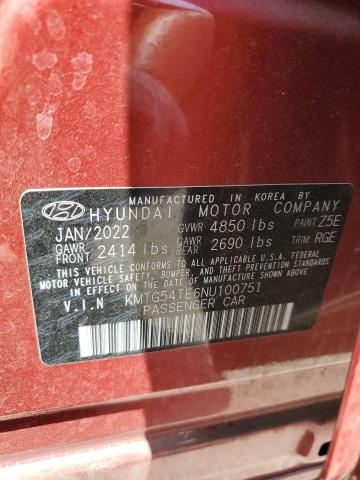 MANUFACTURED IN KOREA BY
HYUNDAI MOTOR COMPANY
JAN/2022 GVWR 4850 lbs PAINT Z5E
GAWR FRONT 2414 lbs GAWR REAR 2690 lbs TRIM RGE
THIS VEHICLE CONFORMS TO ALL APPLICABLE U.S.A. FEDERAL
MOTOR VEHICLE SAFETY, BUMPER, AND THEFT PREVENTION STANDARDS
IN EFFECT ON THE DATE OF MANUFACTURE SHOWN ABOVE.
V.I.N KMTG54TE6NU100751
PASSENGER CAR